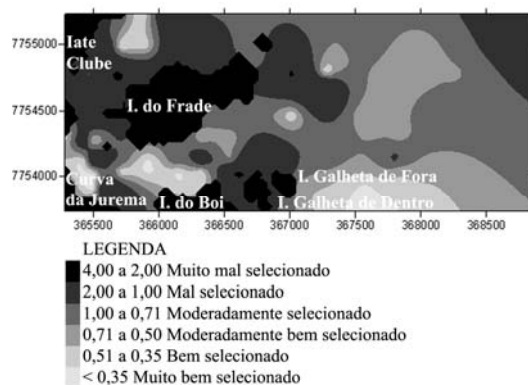 7755000
Iate
Clube
I. do Frade
7754500
I. Galheta de Fora
7754000
Curva
da Jurema
I. do Boi
I. Galheta de Dentro
365500 366000 366500 367000 367500 368000 368500
LEGENDA
4,00 a 2,00 Muito mal selecionado
2,00 a 1,00 Mal selecionado
1,00 a 0,71 Moderadamente selecionado
0,71 a 0,50 Moderadamente bem selecionado
0,51 a 0,35 Bem selecionado
< 0,35 Muito bem selecionado